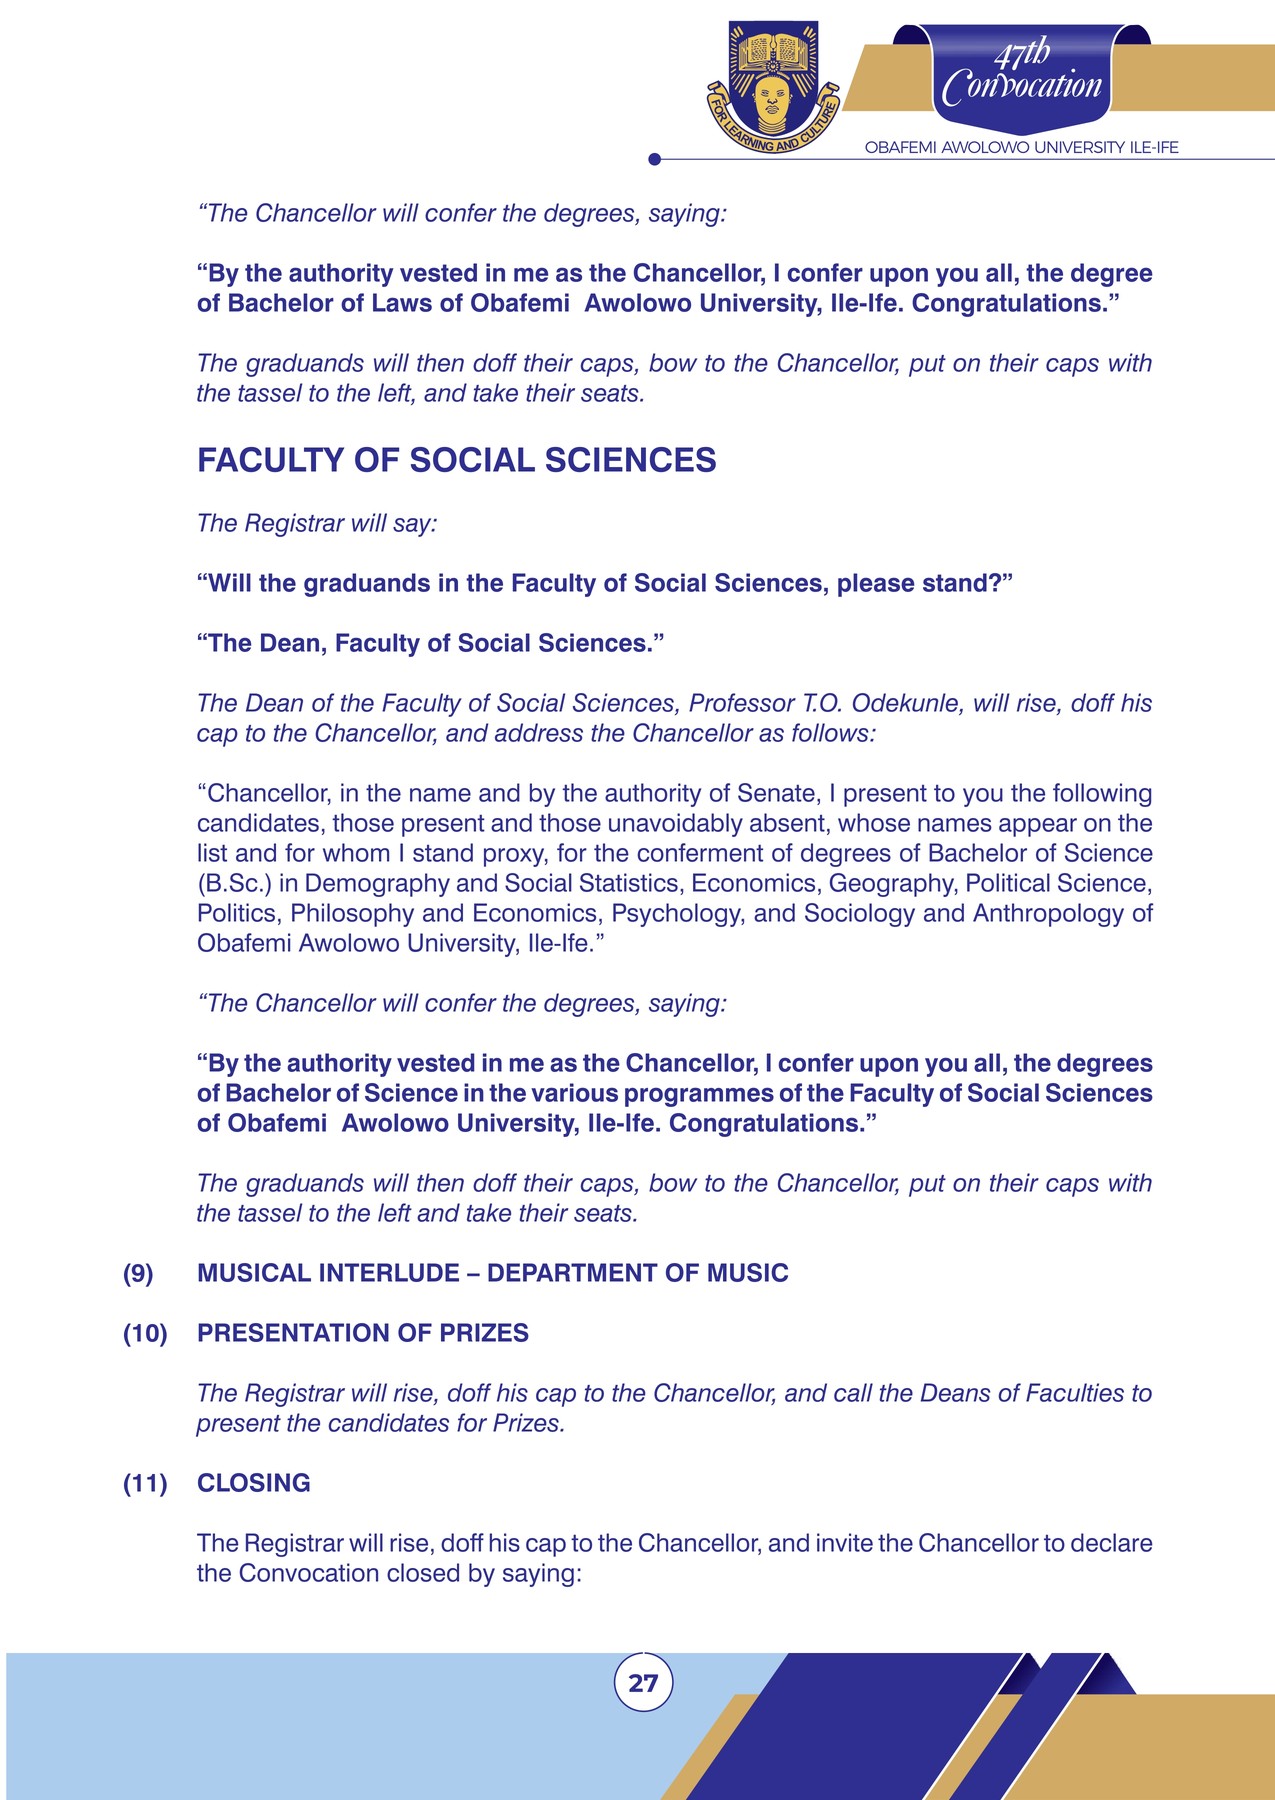 FOR LEARNING AND CULTURE
47th
Convocation
OBAFEMI AWOLOWO UNIVERSITY ILE-IFE
“The Chancellor will confer the degrees, saying:
“By the authority vested in me as the Chancellor, I confer upon you all, the degree
of Bachelor of Laws of Obafemi  Awolowo University, Ile-Ife. Congratulations.”
The graduands will then doff their caps, bow to the Chancellor, put on their caps with
the tassel to the left, and take their seats.
FACULTY OF SOCIAL SCIENCES
The Registrar will say:
“Will the graduands in the Faculty of Social Sciences, please stand?”
“The Dean, Faculty of Social Sciences.”
The Dean of the Faculty of Social Sciences, Professor T.O. Odekunle, will rise, doff his
cap to the Chancellor, and address the Chancellor as follows:
“Chancellor, in the name and by the authority of Senate, I present to you the following
candidates, those present and those unavoidably absent, whose names appear on the
list and for whom I stand proxy, for the conferment of degrees of Bachelor of Science
(B.Sc.) in Demography and Social Statistics, Economics, Geography, Political Science,
Politics, Philosophy and Economics, Psychology, and Sociology and Anthropology of
Obafemi Awolowo University, Ile-Ife.”
“The Chancellor will confer the degrees, saying:
“By the authority vested in me as the Chancellor, I confer upon you all, the degrees
of Bachelor of Science in the various programmes of the Faculty of Social Sciences
of Obafemi  Awolowo University, Ile-Ife. Congratulations.”
The graduands will then doff their caps, bow to the Chancellor, put on their caps with
the tassel to the left and take their seats.
(9) MUSICAL INTERLUDE – DEPARTMENT OF MUSIC
(10) PRESENTATION OF PRIZES
The Registrar will rise, doff his cap to the Chancellor, and call the Deans of Faculties to
present the candidates for Prizes.
(11) CLOSING
The Registrar will rise, doff his cap to the Chancellor, and invite the Chancellor to declare
the Convocation closed by saying:
27